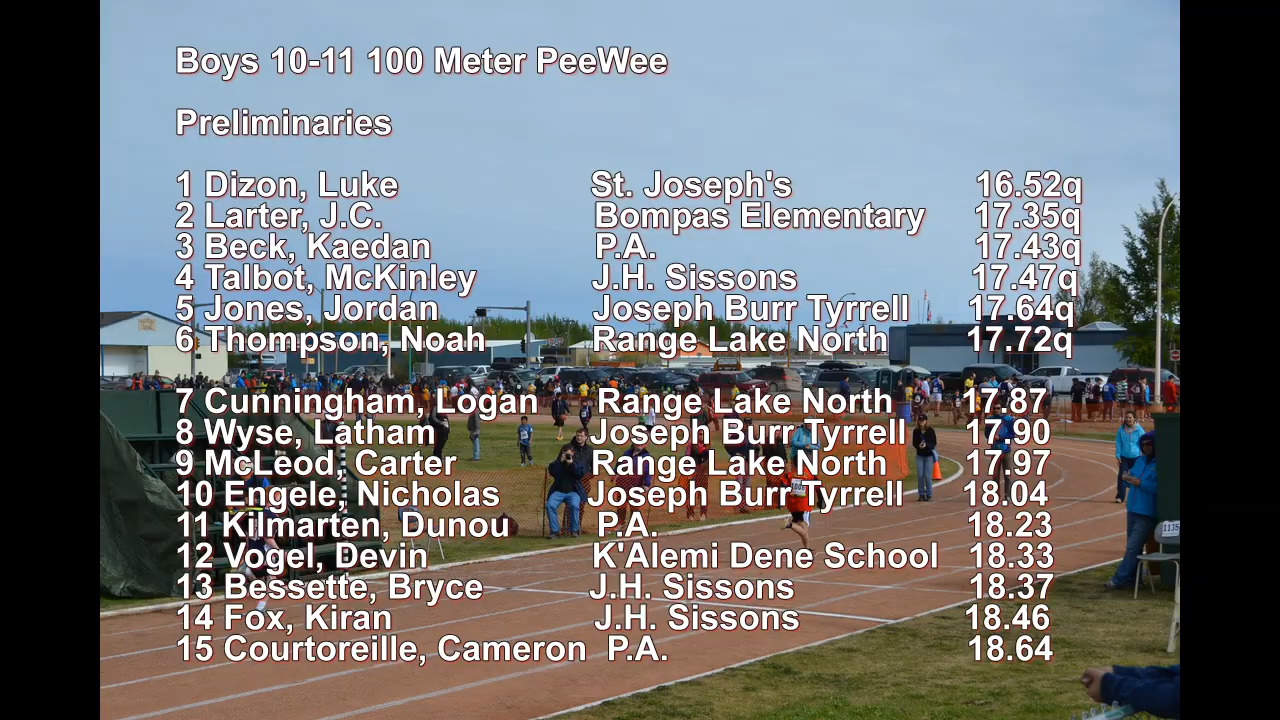 Boys 10-11 100 Meter PeeWee
Preliminaries
1 Dizon, Luke St. Joseph's 16.52q
2 Larter, J.C. Bompas Elementary 17.35q
3 Beck, Kaedan P.A. 17.43q
4 Talbot, McKinley J.H. Sissons 17.47q
5 Jones, Jordan Joseph Burr Tyrrell 17.64q
6 Thompson, Noah Range Lake North 17.72q
7 Cunningham, Logan Range Lake North 17.87
8 Wyse, Latham Joseph Burr Tyrrell 17.90
9 McLeod, Carter Range Lake North 17.97
10 Engele, Nicholas Joseph Burr Tyrrell 18.04
11 Kilmarten, Dunou P.A. 18.23
12 Vogel, Devin K'Alemi Dene School 18.33
13 Bessette, Bryce J.H. Sissons 18.37
14 Fox, Kiran J.H. Sissons 18.46
15 Courtoreille, Cameron P.A. 18.64